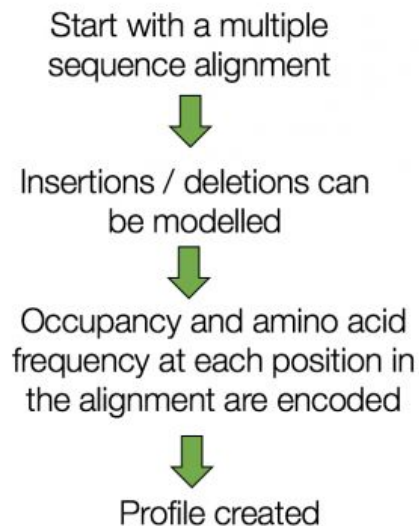 Start with a multiple
sequence alignment
Insertions / deletions can
be modelled
Occupancy and amino acid
frequency at each position in
the alignment are encoded
Profile created